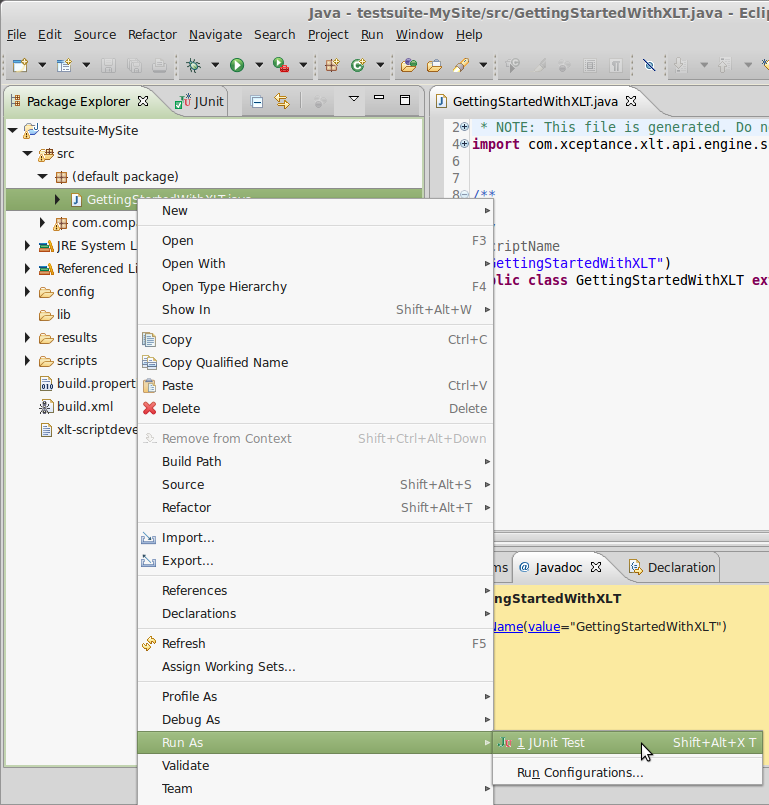 Java - testsuite-MySite/src/GettingStartedWithXLT.java - Eclip
File Edit Source Refactor Navigate Search Project Run Window Help
Package Explorer
JUnit
GettingStartedWithXLT.java
testsuite-MySite
src
(default package)
GettingStartedWithXLT.java
com.comp
JRE System L
Referenced Li
config
lib
results
scripts
build.propert
build.xml
xlt-scriptdeve
2 * NOTE: This file is generated. Do n
4 import com.xceptance.xlt.api.engine.s
6
7
8 /**
criptName
GettingStartedWithXLT")
blic class GettingStartedWithXLT ex
New
Open F3
Open With
Open Type Hierarchy F4
Show In Shift+Alt+W
Copy Ctrl+C
Copy Qualified Name
Paste Ctrl+V
Delete Delete
Remove from Context Shift+Ctrl+Alt+Down
Build Path
Source Shift+Alt+S
Refactor Shift+Alt+T
Import...
Export...
References
Declarations
Refresh F5
Assign Working Sets...
Profile As
Debug As
Run As
Validate
Team
1 JUnit Test Shift+Alt+X T
Run Configurations...
ms
@ Javadoc
Declaration
ngStartedWithXLT
Name(value="GettingStartedWithXLT")